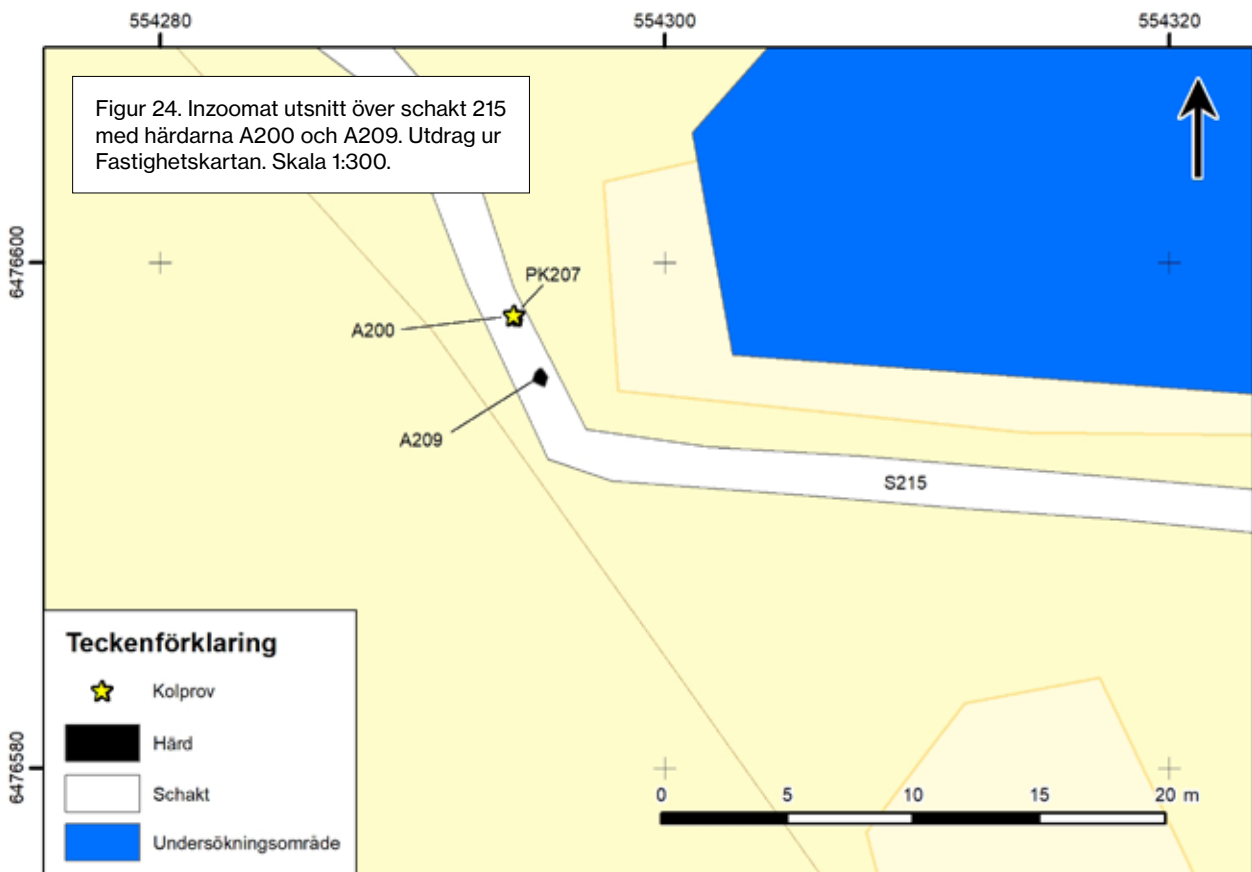 554280
554300
554320
Figur 24. Inzoomat utsnitt över schakt 215
med härdarna A200 och A209. Utdrag ur
Fastighetskartan. Skala 1:300.
6476600
PK207
A200
A209
S215
Teckenförklaring
Kolprov
Härd
Schakt
Undersökningsområde
6476580
0 5 10 15 20 m